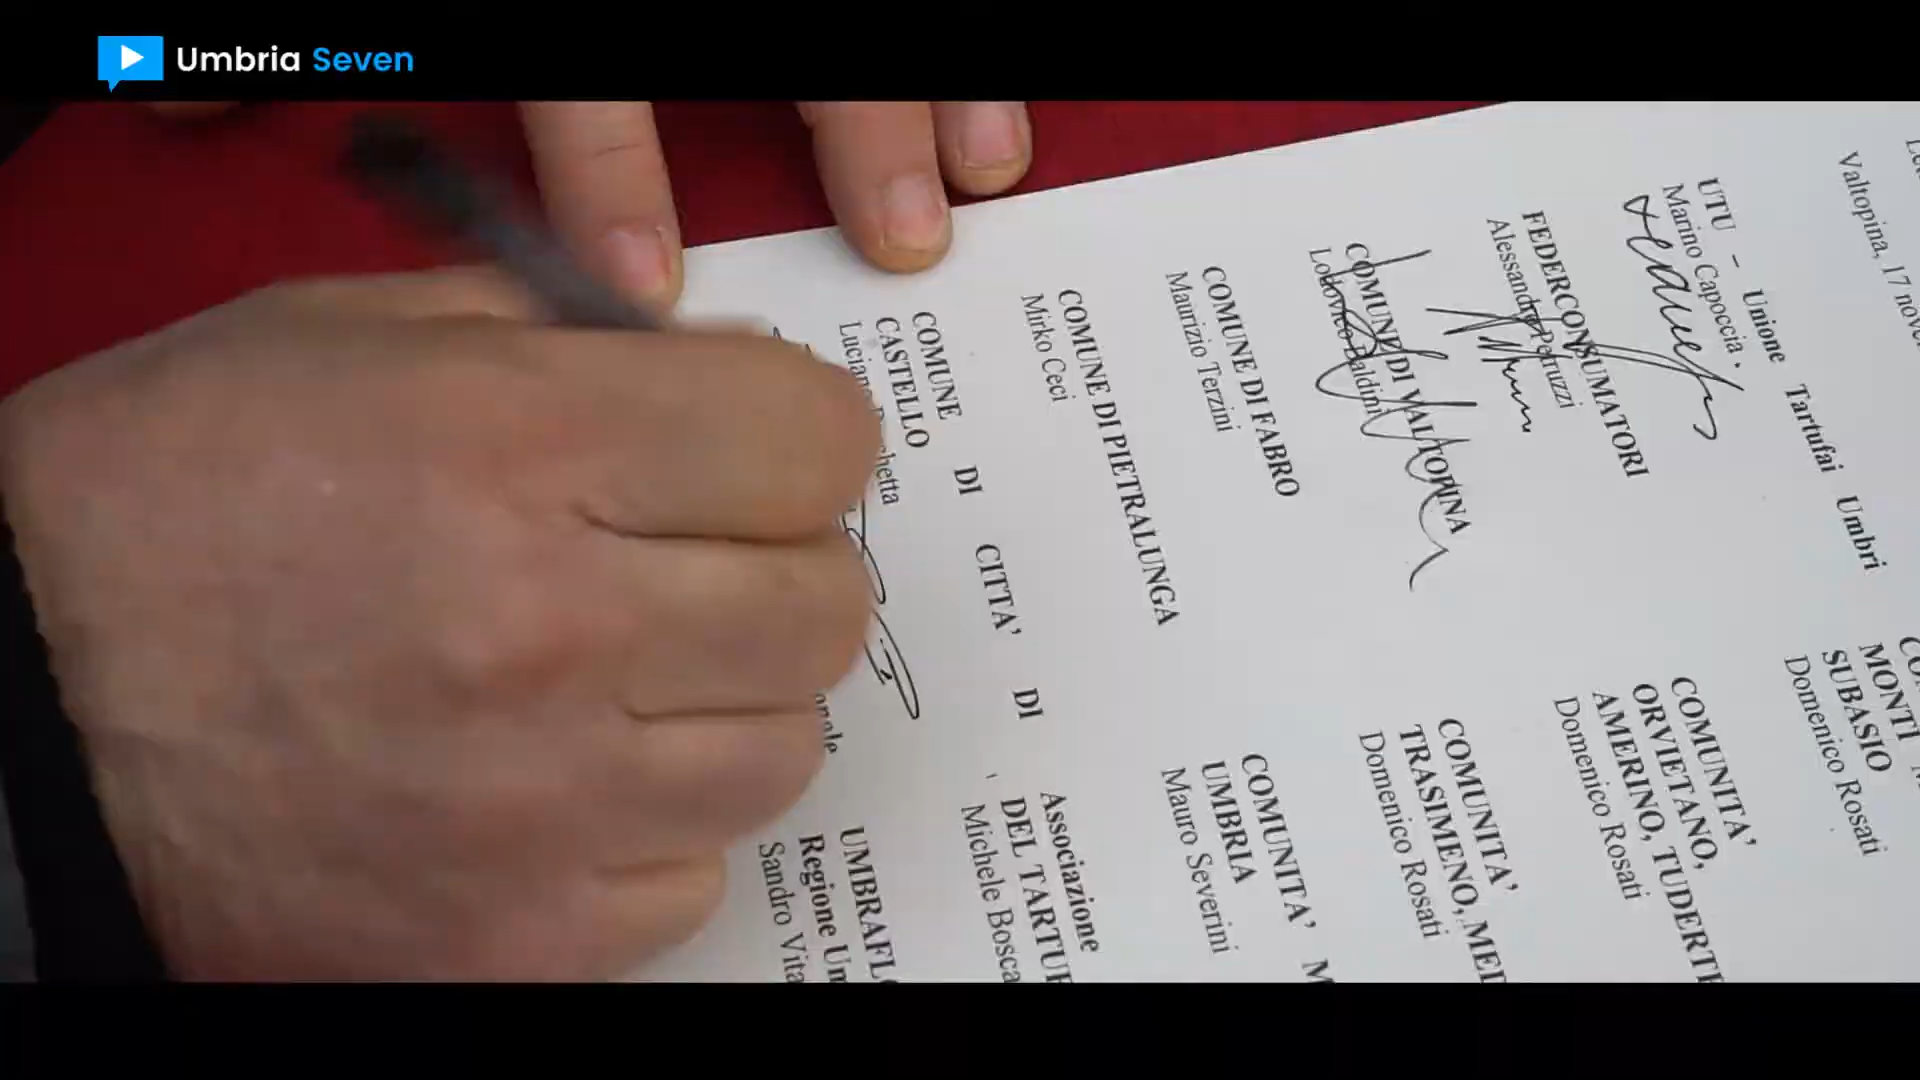 Umbria Seven
Valtopina, 17 nove
UTU - Unione Tartufai Umbri
Marino Capoccia
FEDERCONSUMATORI
Alessandro Petruzzi
COMUNE DI VALTOPINA
Lodovico Baldini
COMUNE DI FABRO
Maurizio Terzini
COMUNE DI PIETRALUNGA
Mirko Ceci
COMUNE DI CITTA' DI
CASTELLO
Luciano
MONTI
SUBASIO
Domenico Rosati
COMUNITA'
ORVIETANO,
AMERINO, TUDERTE
Domenico Rosati
COMUNITA'
TRASIMENO, MED
Domenico Rosati
COMUNITA' M
UMBRIA
Mauro Severini
Associazione
DEL TARTUF
Michele Bosca
UMBRAFLO
Regione Um
Sandro Vita